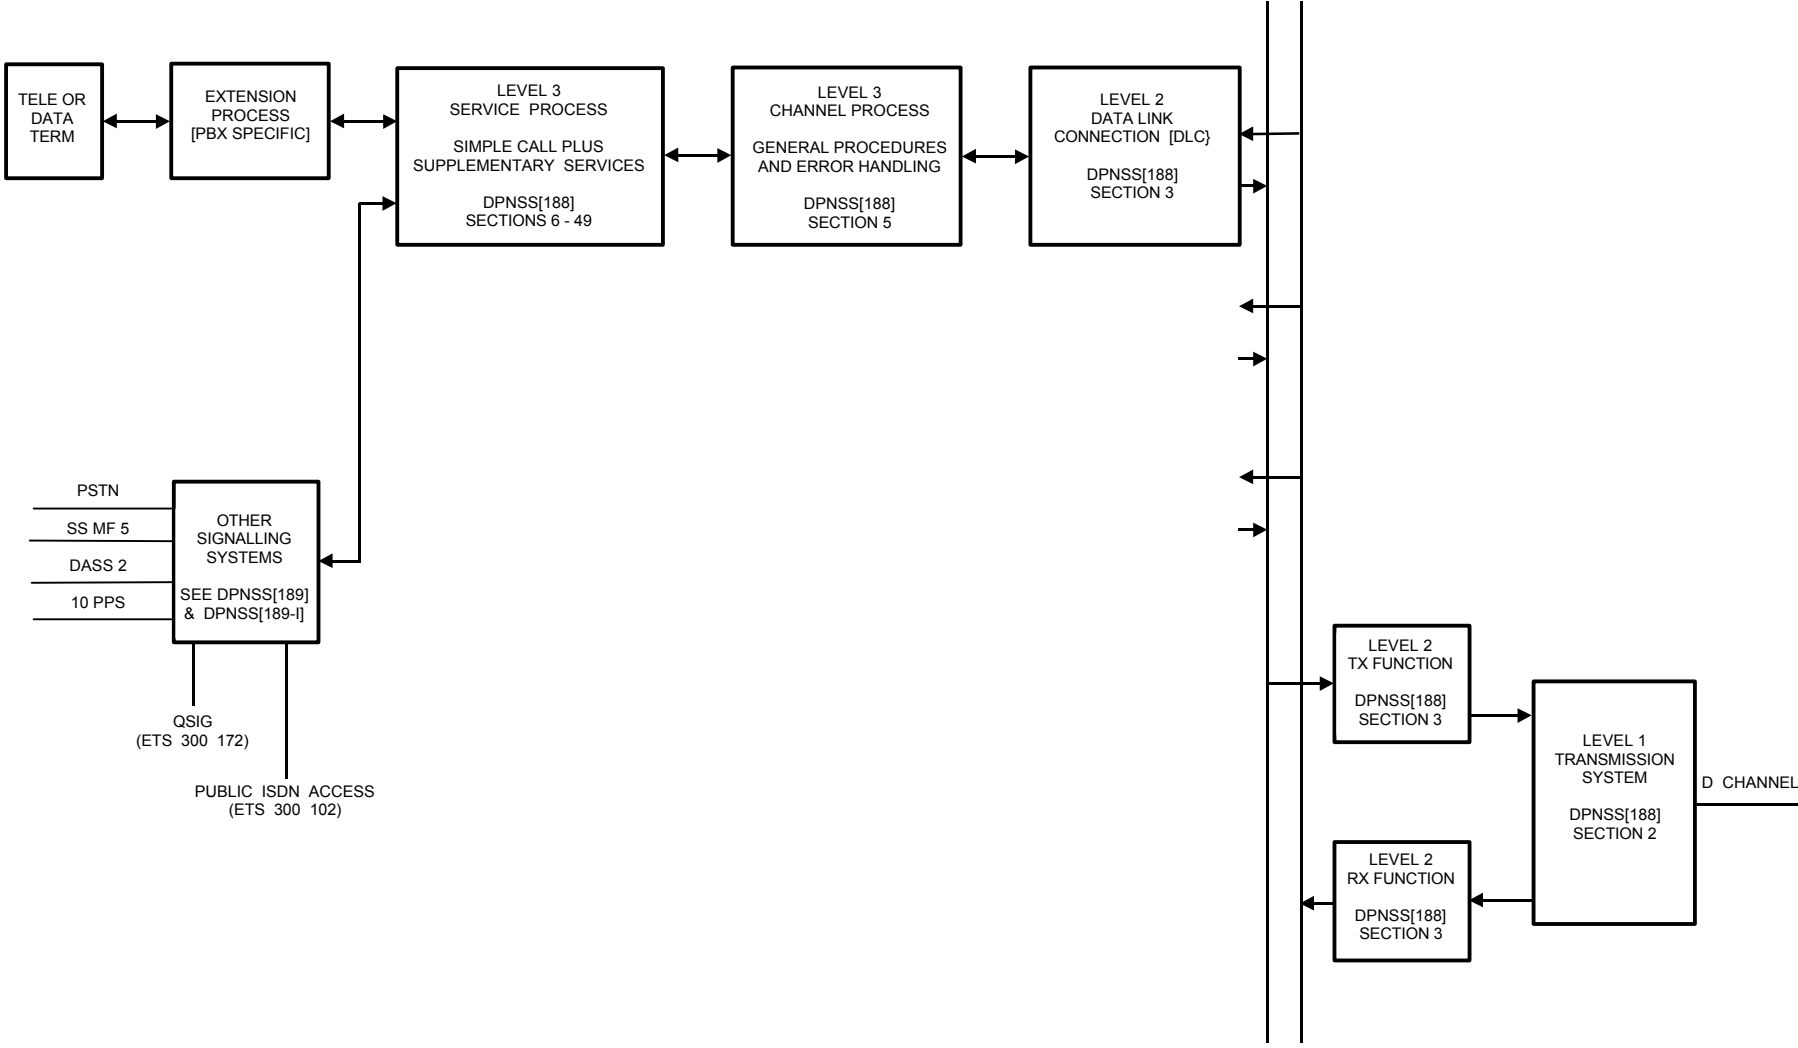 TELE OR
DATA
TERM
EXTENSION
PROCESS
[PBX SPECIFIC]
LEVEL 3
SERVICE PROCESS
SIMPLE CALL PLUS
SUPPLEMENTARY SERVICES
DPNSS[188]
SECTIONS 6 - 49
LEVEL 3
CHANNEL PROCESS
GENERAL PROCEDURES
AND ERROR HANDLING
DPNSS[188]
SECTION 5
LEVEL 2
DATA LINK
CONNECTION [DLC}
DPNSS[188]
SECTION 3
PSTN
SS MF 5
DASS 2
10 PPS
OTHER
SIGNALLING
SYSTEMS
SEE DPNSS[189]
& DPNSS[189-I]
QSIG
(ETS 300 172)
PUBLIC ISDN ACCESS
(ETS 300 102)
LEVEL 2
TX FUNCTION
DPNSS[188]
SECTION 3
LEVEL 1
TRANSMISSION
SYSTEM
DPNSS[188]
SECTION 2
D CHANNEL
LEVEL 2
RX FUNCTION
DPNSS[188]
SECTION 3